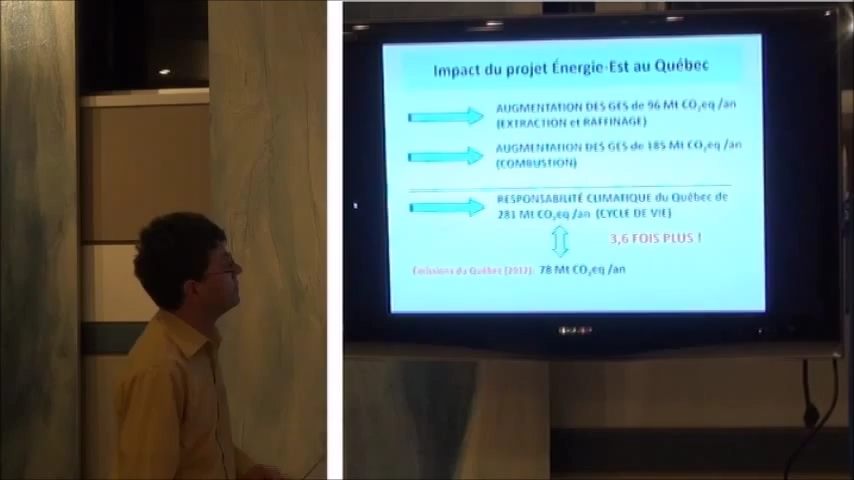 Impact du projet Énergie-Est au Québec
AUGMENTATION DES GES de 96 Mt CO₂eq /an
(EXTRACTION et RAFFINAGE)
AUGMENTATION DES GES de 185 Mt CO₂eq /an
(COMBUSTION)
RESPONSABILITÉ CLIMATIQUE du Québec de
281 Mt CO₂eq /an (CYCLE DE VIE)
3,6 FOIS PLUS !
Émissions du Québec (2012): 78 Mt CO₂eq /an